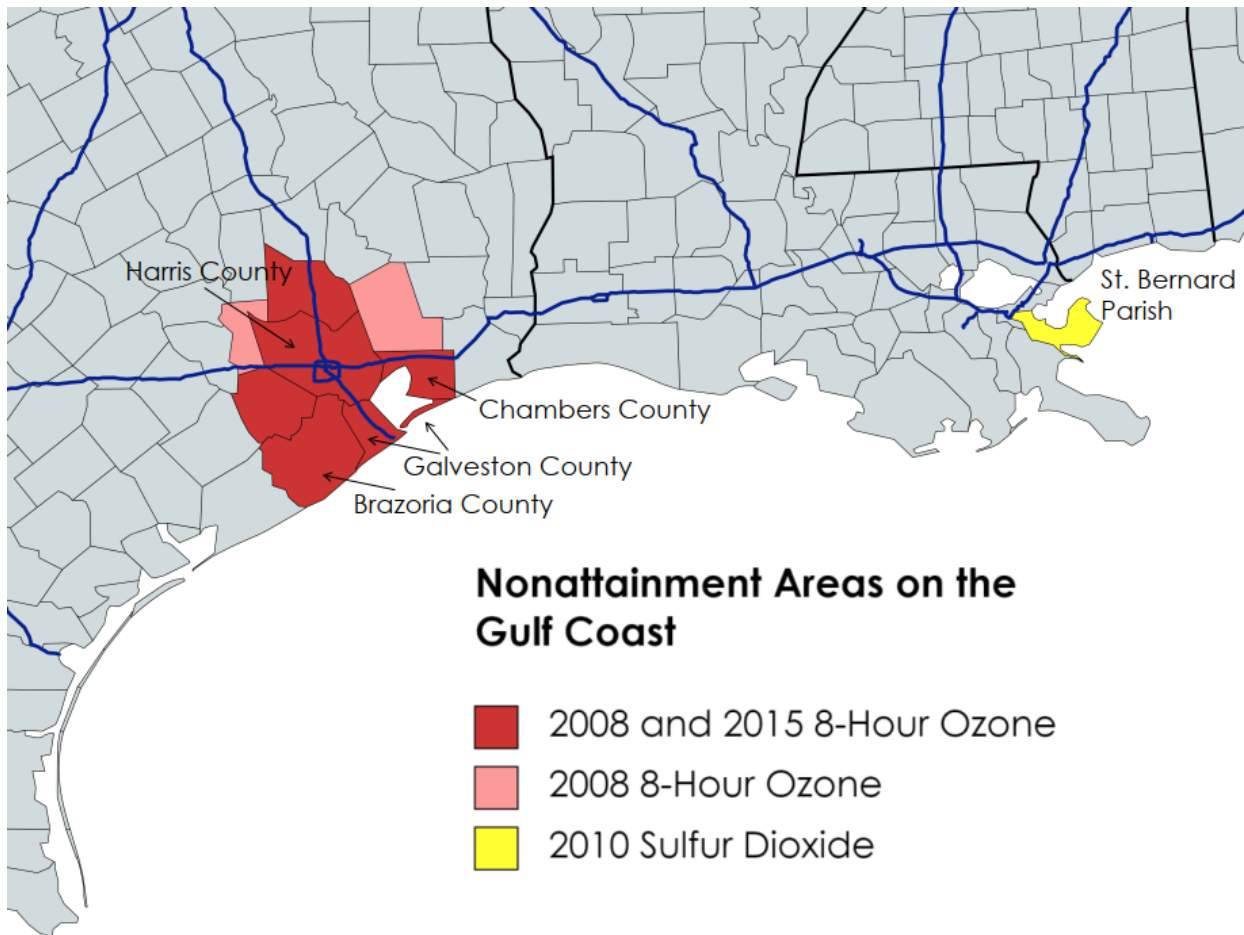 Harris County
St. Bernard
Parish
Chambers County
Galveston County
Brazoria County
Nonattainment Areas on the
Gulf Coast
2008 and 2015 8-Hour Ozone
2008 8-Hour Ozone
2010 Sulfur Dioxide